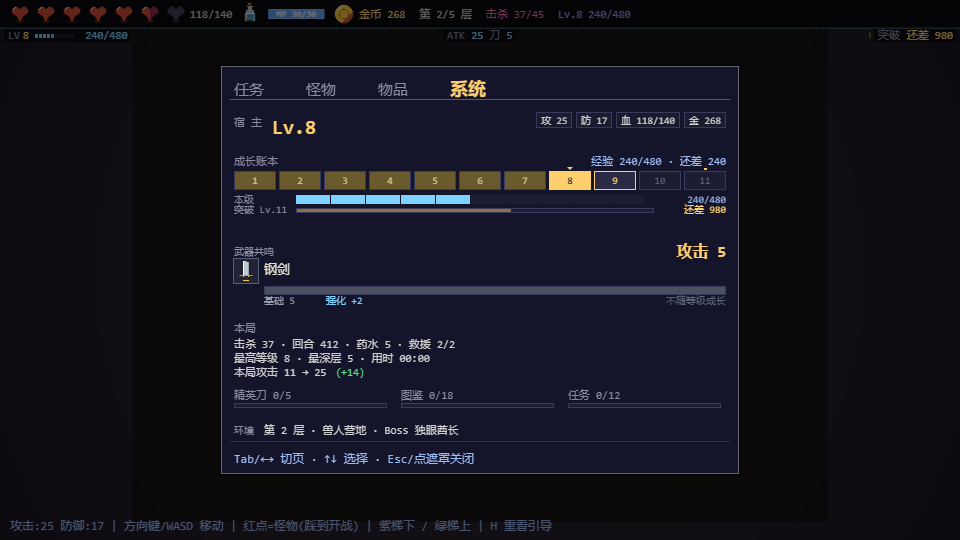 118/140 MP 30/30 金币 268 第 2/5 层 击杀 37/45 Lv.8 240/480
LV 8 240/480 ATK 25 刀 5 突破 还差 980
任务 怪物 物品 系统
宿 主 Lv.8 攻 25 防 17 血 118/140 金 268
成长账本 经验 240/480 · 还差 240
1 2 3 4 5 6 7 8 9 10 11
本级 240/480
突破 Lv.11 还差 980
武器共鸣 攻击 5
钢剑
基础 5 强化 +2 不随等级成长
本局
击杀 37 · 回合 412 · 药水 5 · 救援 2/2
最高等级 8 · 最深层 5 · 用时 00:00
本局攻击 11 → 25 (+14)
精英刀 0/5 图鉴 0/18 任务 0/12
环境 第 2 层 · 兽人营地 · Boss 独眼酋长
Tab/↔ 切页 · ↑↓ 选择 · Esc/点遮罩关闭
攻击:25 防御:17 | 方向键/WASD 移动 | 红点=怪物(踩到开战) | 紫梯下 / 绿梯上 | H 重看引导